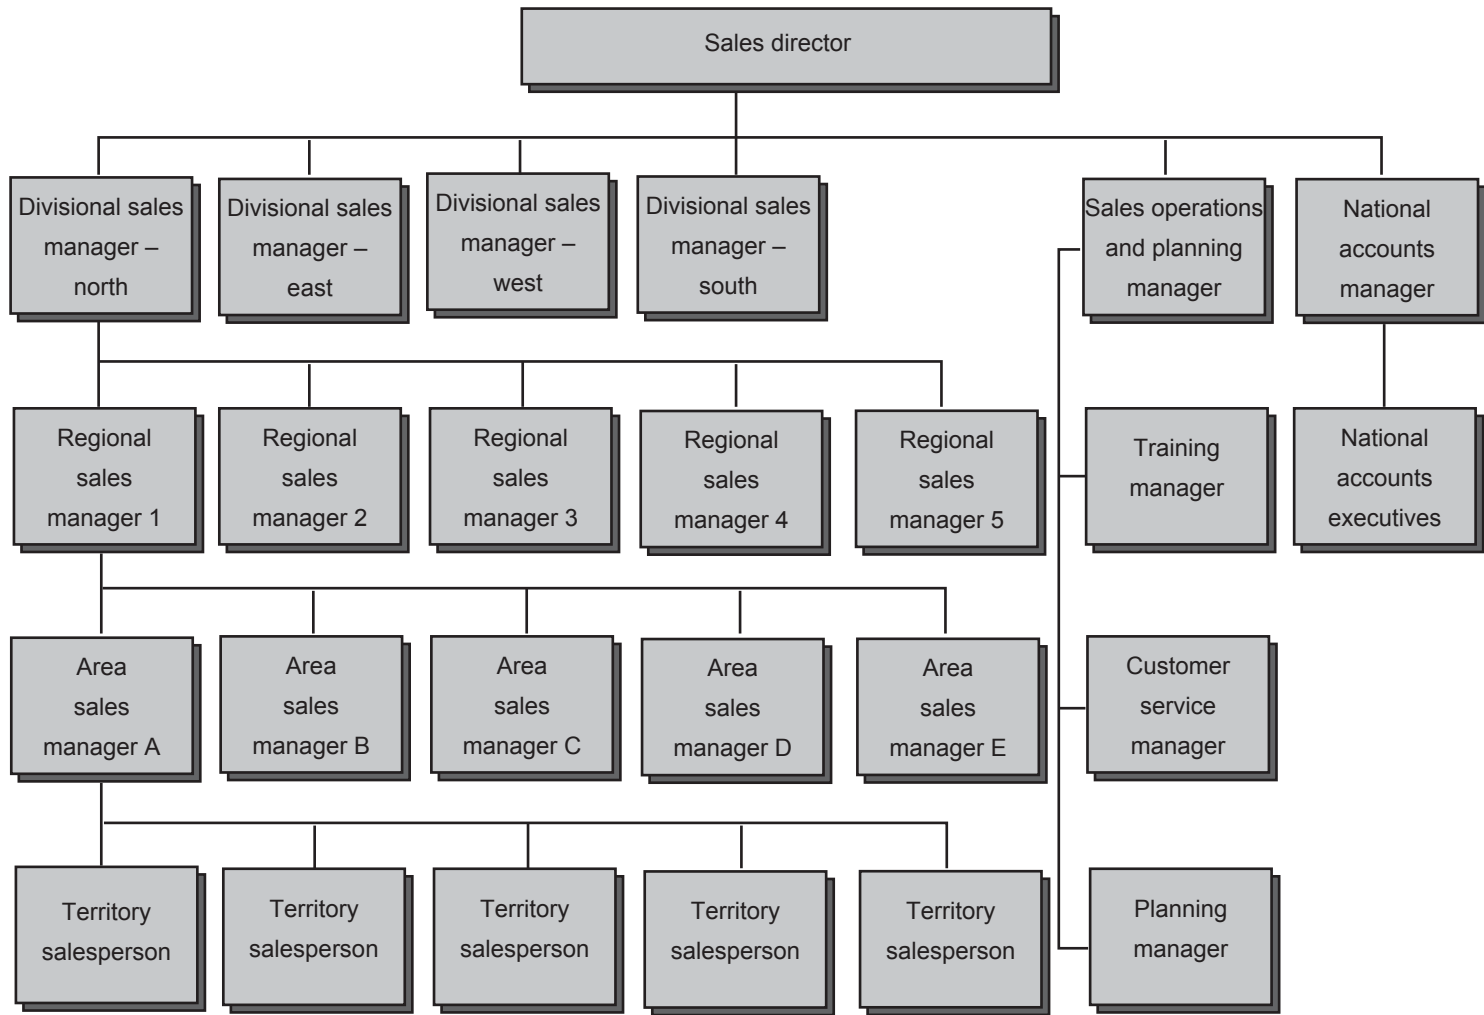 Sales director
Divisional sales
manager –
north
Divisional sales
manager –
east
Divisional sales
manager –
west
Divisional sales
manager –
south
Sales operations
and planning
manager
National
accounts
manager
Regional
sales
manager 1
Regional
sales
manager 2
Regional
sales
manager 3
Regional
sales
manager 4
Regional
sales
manager 5
Training
manager
National
accounts
executives
Area
sales
manager A
Area
sales
manager B
Area
sales
manager C
Area
sales
manager D
Area
sales
manager E
Customer
service
manager
Territory
salesperson
Territory
salesperson
Territory
salesperson
Territory
salesperson
Territory
salesperson
Planning
manager